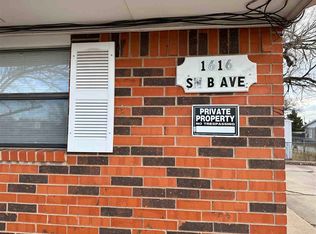 1616
SW B AVE
PRIVATE
PROPERTY
NO TRESPASSING